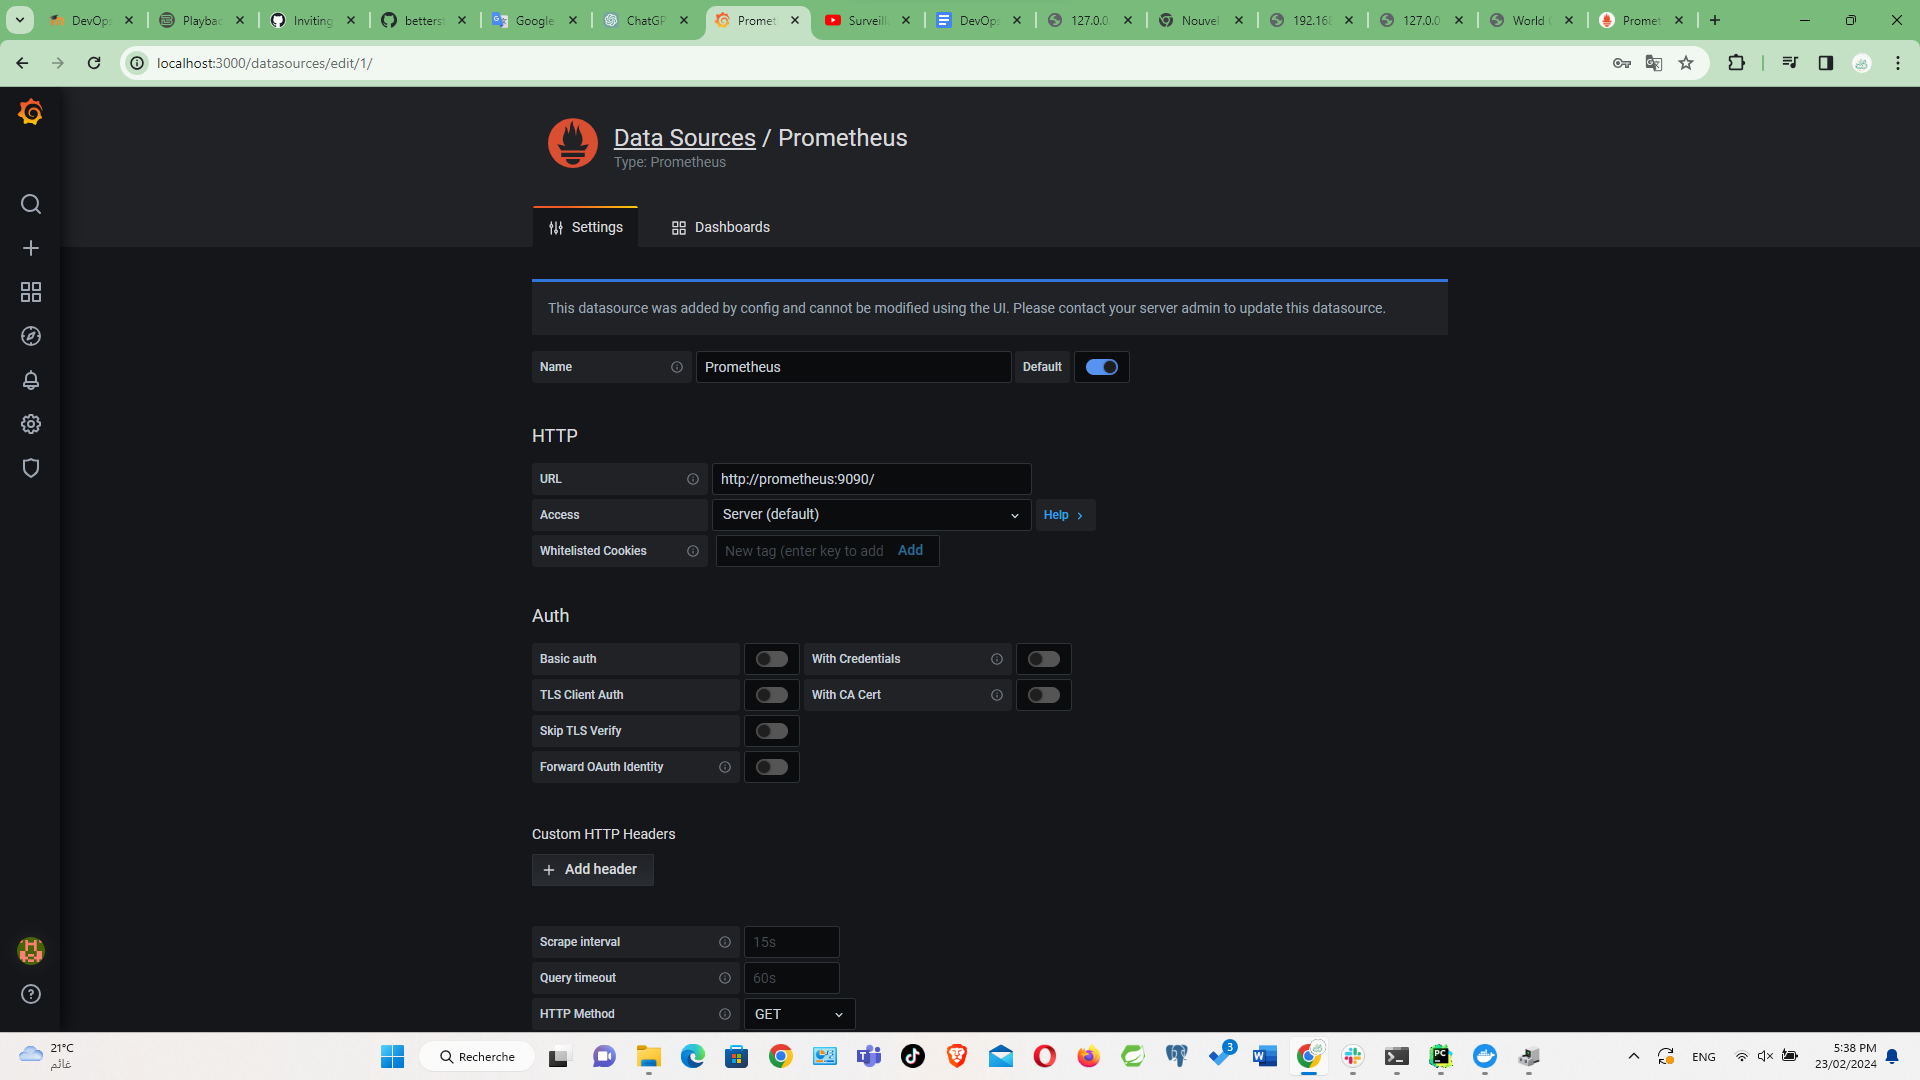 DevOps
Playbac
Inviting
betters
Google
ChatGP
Prometh
Surveill
DevOps
127.0.0.
Nouvel
192.168
127.0.0
World
Promet
localhost:3000/datasources/edit/1/
Data Sources / Prometheus
Type: Prometheus
Settings
Dashboards
This datasource was added by config and cannot be modified using the UI. Please contact your server admin to update this datasource.
Name
Prometheus
Default
HTTP
URL
http://prometheus:9090/
Access
Server (default)
Help
Whitelisted Cookies
New tag (enter key to add
Add
Auth
Basic auth
With Credentials
TLS Client Auth
With CA Cert
Skip TLS Verify
Forward OAuth Identity
Custom HTTP Headers
Add header
Scrape interval
15s
Query timeout
60s
HTTP Method
GET
21°C
غائم
Recherche
3
ENG
5:38 PM
23/02/2024